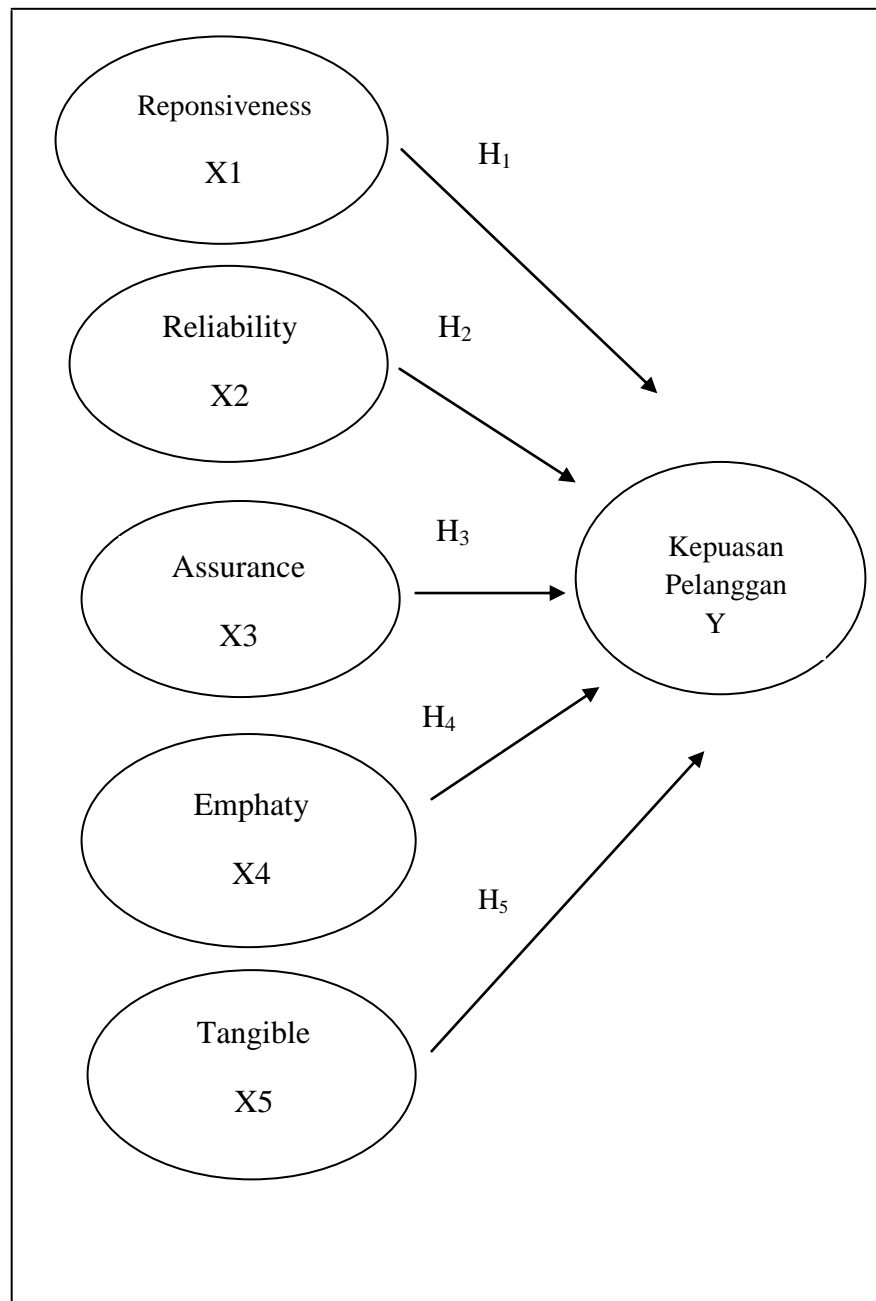 Reponsiveness
X1
H₁
Reliability
X2
H₂
Assurance
X3
H₃
Kepuasan
Pelanggan
Y
Emphaty
X4
H₄
Tangible
X5
H₅